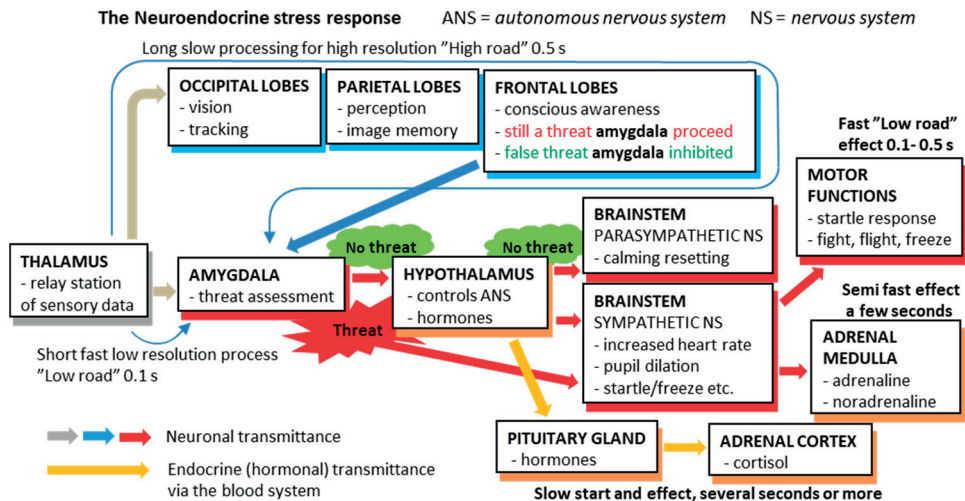 The Neuroendocrine stress response ANS = autonomous nervous system NS = nervous system
Long slow processing for high resolution "High road" 0.5 s
OCCIPITAL LOBES
- vision
- tracking
PARIETAL LOBES
- perception
- image memory
FRONTAL LOBES
- conscious awareness
- still a threat amygdala proceed
- false threat amygdala inhibited
Fast "Low road"
effect 0.1- 0.5 s
MOTOR
FUNCTIONS
- startle response
- fight, flight, freeze
THALAMUS
- relay station
of sensory data
AMYGDALA
- threat assessment
No threat
Threat
HYPOTHALAMUS
- controls ANS
- hormones
No threat
BRAINSTEM
PARASYMPATHETIC NS
- calming resetting
BRAINSTEM
SYMPATHETIC NS
- increased heart rate
- pupil dilation
- startle/freeze etc.
Semi fast effect
a few seconds
ADRENAL
MEDULLA
- adrenaline
- noradrenaline
Short fast low resolution process
"Low road" 0.1 s
Neuronal transmittance
Endocrine (hormonal) transmittance
via the blood system
PITUITARY GLAND
- hormones
ADRENAL CORTEX
- cortisol
Slow start and effect, several seconds or more